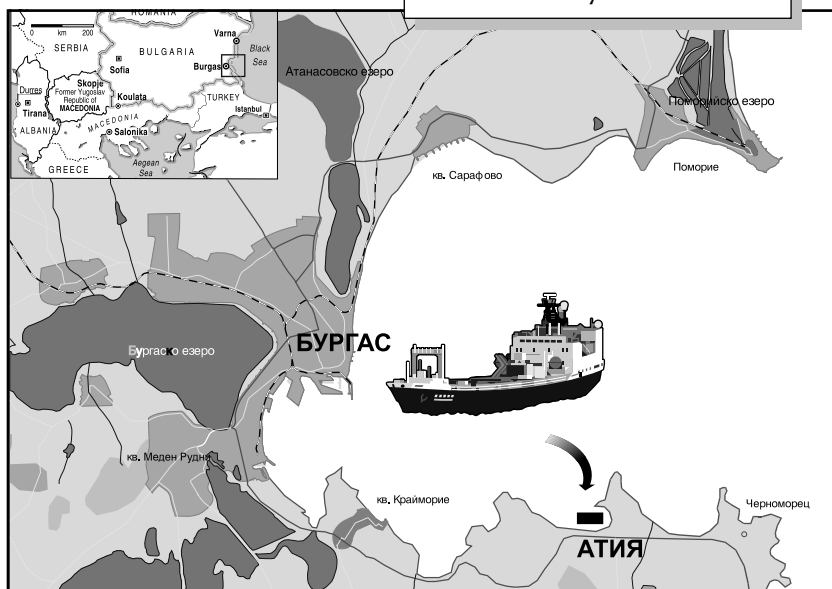 ROMANIA
0 km 200
SERBIA
BULGARIA
Varna
Black
Sea
Sofia
Burgas
Skopje
Former Yugoslav
Republic of
MACEDONIA
Durres
Tirana
ALBANIA
Koulata
MACEDONIA
Salonika
TURKEY
Istanbul
Aegean
Sea
GREECE
Атанасовско езеро
Поморийско езеро
кв. Сарафово
Поморие
БУРГАС
Бургаско езеро
кв. Меден Рудня
кв. Крайморие
Черноморец
АТИЯ